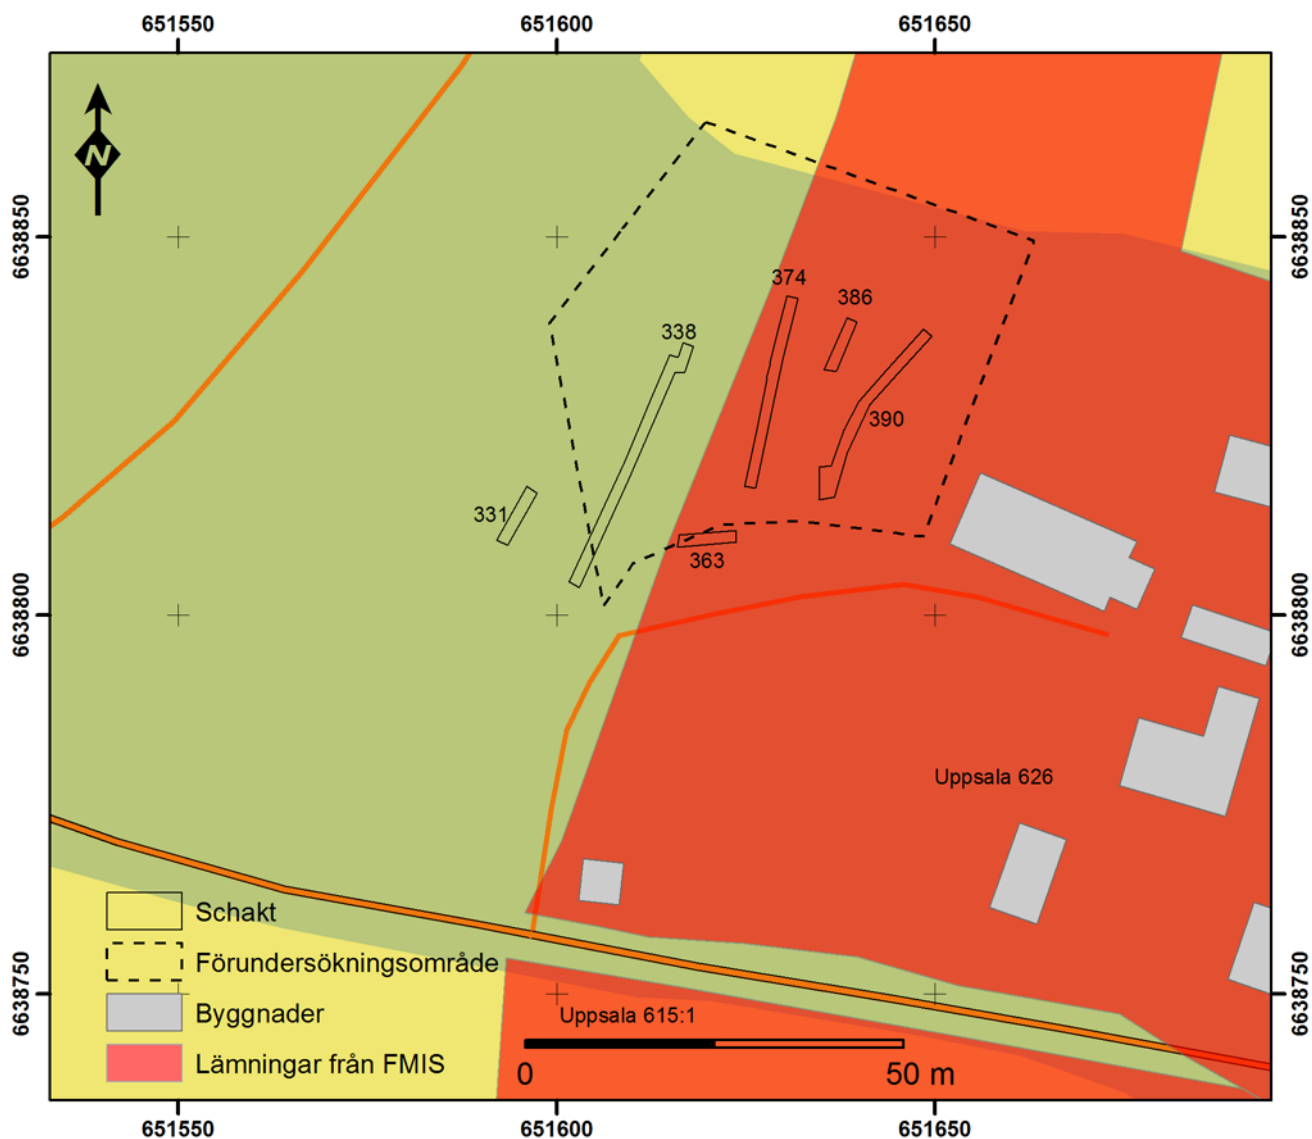 651550 651600 651650
N
6638850 6638850
374
386
338
390
331
363
6638800 6638800
Uppsala 626
Schakt
Förundersökningsområde
6638750 6638750
Byggnader
Uppsala 615:1
Lämningar från FMIS
0 50 m
651550 651600 651650